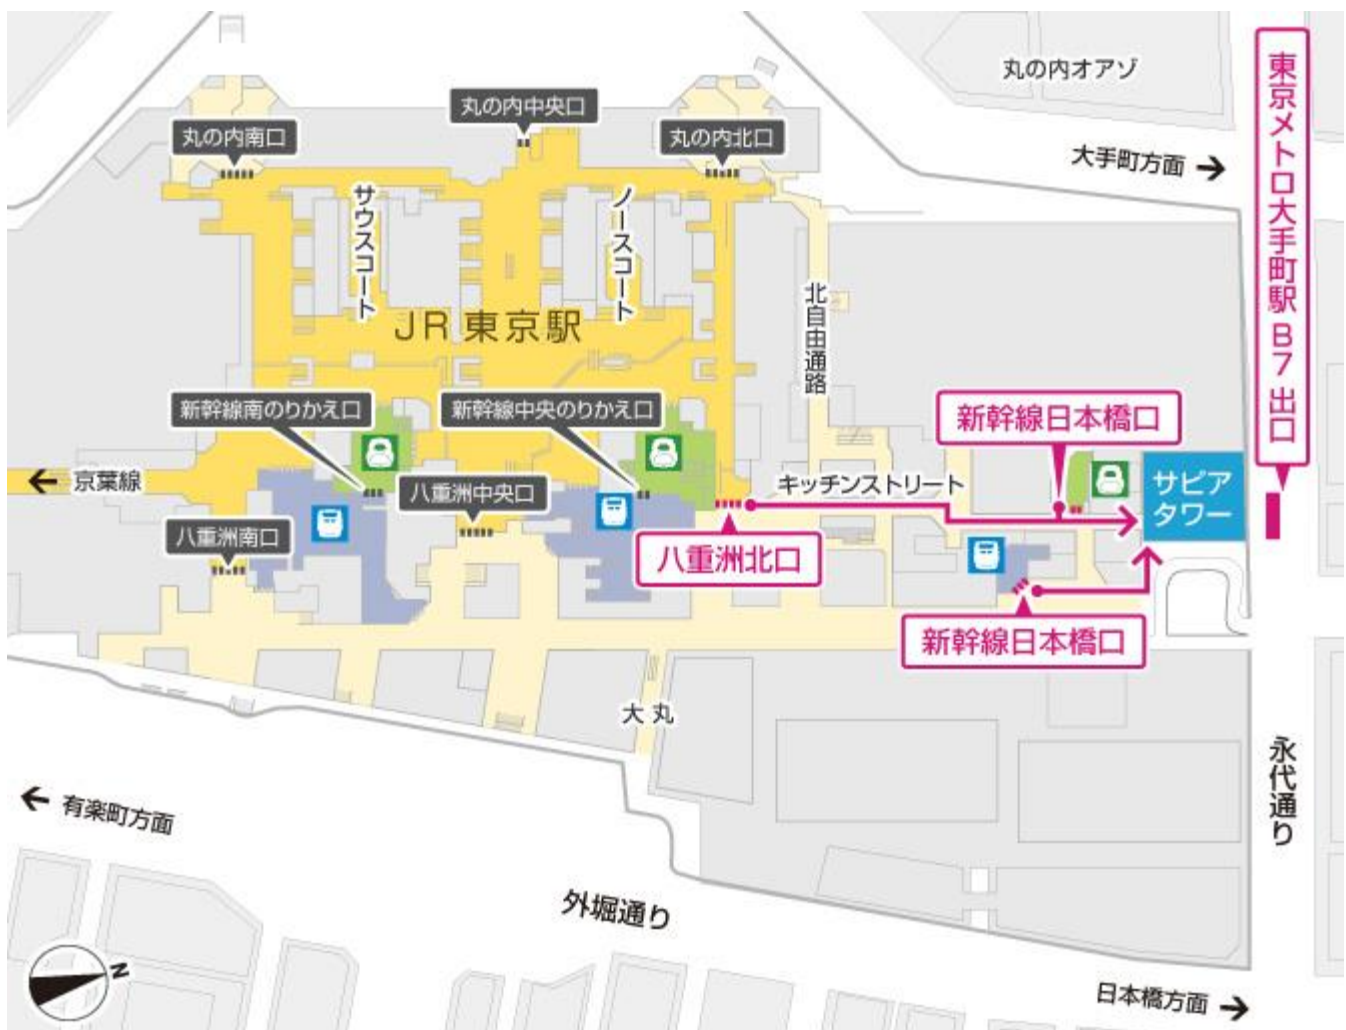 丸の内オアゾ
東京メトロ大手町駅 B7 出口
丸の内中央口
丸の内南口
丸の内北口
大手町方面
サウスコート
ノースコート
北自由通路
JR 東京駅
新幹線南のりかえ口
新幹線中央のりかえ口
新幹線日本橋口
京葉線
八重洲中央口
キッチンストリート
サピア
タワー
八重洲南口
八重洲北口
新幹線日本橋口
大丸
永代通り
有楽町方面
外堀通り
N
日本橋方面